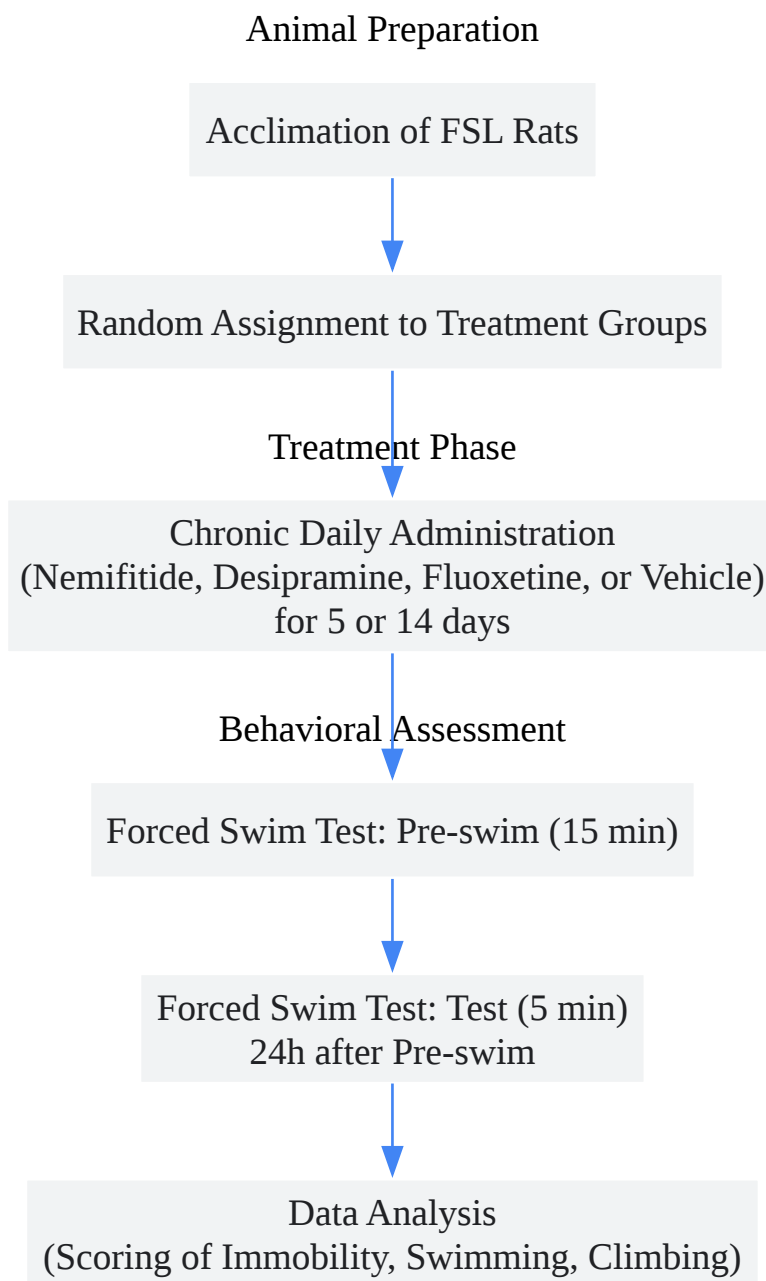 Animal Preparation
Acclimation of FSL Rats
Random Assignment to Treatment Groups
Treatment Phase
Chronic Daily Administration
(Nemifitide, Desipramine, Fluoxetine, or Vehicle)
for 5 or 14 days
Behavioral Assessment
Forced Swim Test: Pre-swim (15 min)
Forced Swim Test: Test (5 min)
24h after Pre-swim
Data Analysis
(Scoring of Immobility, Swimming, Climbing)